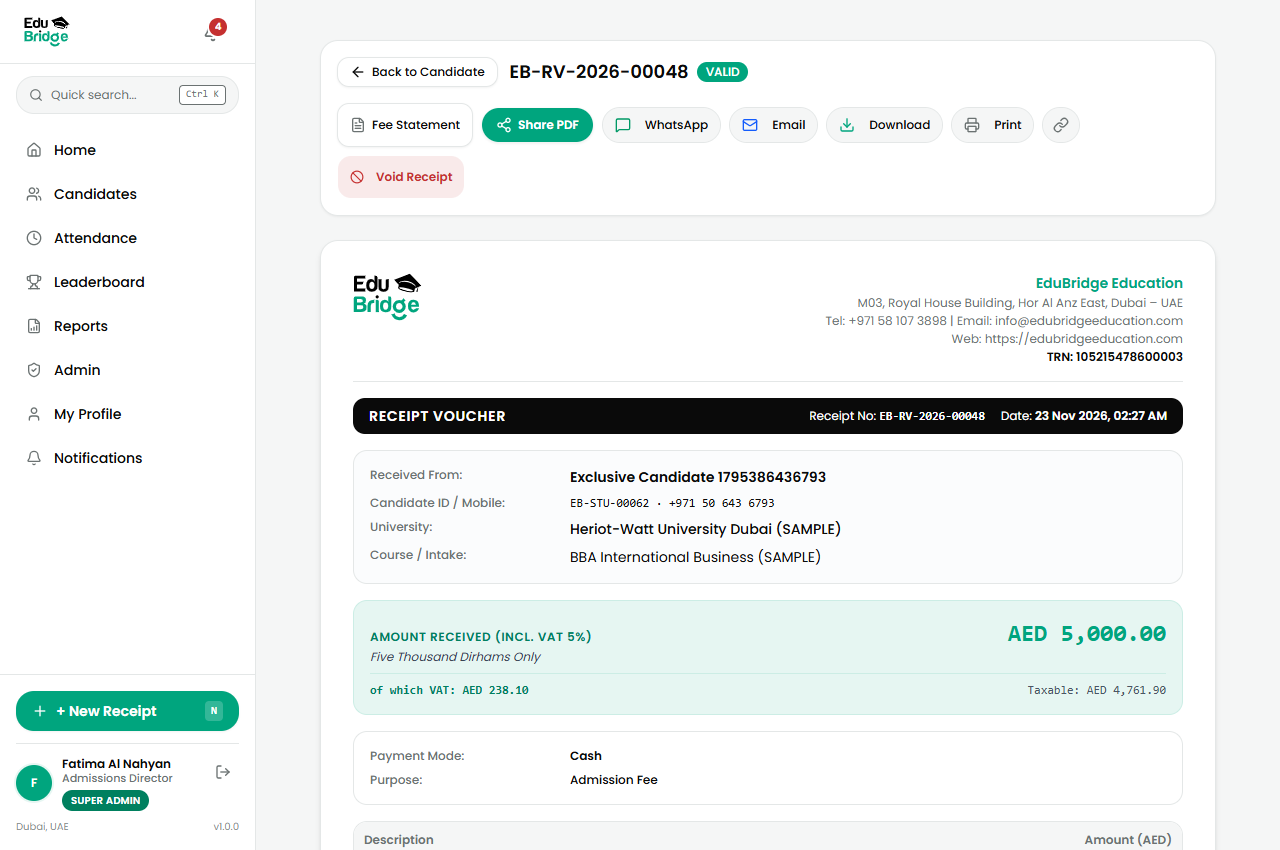 Edu
Bridge
4
Quick search...
Ctrl K
Home
Candidates
Attendance
Leaderboard
Reports
Admin
My Profile
Notifications
+ New Receipt
N
F
Fatima Al Nahyan
Admissions Director
SUPER ADMIN
Dubai, UAE
v1.0.0
Back to Candidate
EB-RV-2026-00048
VALID
Fee Statement
Share PDF
WhatsApp
Email
Download
Print
Void Receipt
Edu
Bridge
EduBridge Education
M03, Royal House Building, Hor Al Anz East, Dubai – UAE
Tel: +971 58 107 3898 | Email: info@edubridgeeducation.com
Web: https://edubridgeeducation.com
TRN: 105215478600003
RECEIPT VOUCHER
Receipt No: EB-RV-2026-00048 Date: 23 Nov 2026, 02:27 AM
Received From: Exclusive Candidate 1795386436793
Candidate ID / Mobile: EB-STU-00062 · +971 50 643 6793
University: Heriot-Watt University Dubai (SAMPLE)
Course / Intake: BBA International Business (SAMPLE)
AMOUNT RECEIVED (INCL. VAT 5%) AED 5,000.00
Five Thousand Dirhams Only
of which VAT: AED 238.10 Taxable: AED 4,761.90
Payment Mode: Cash
Purpose: Admission Fee
Description Amount (AED)